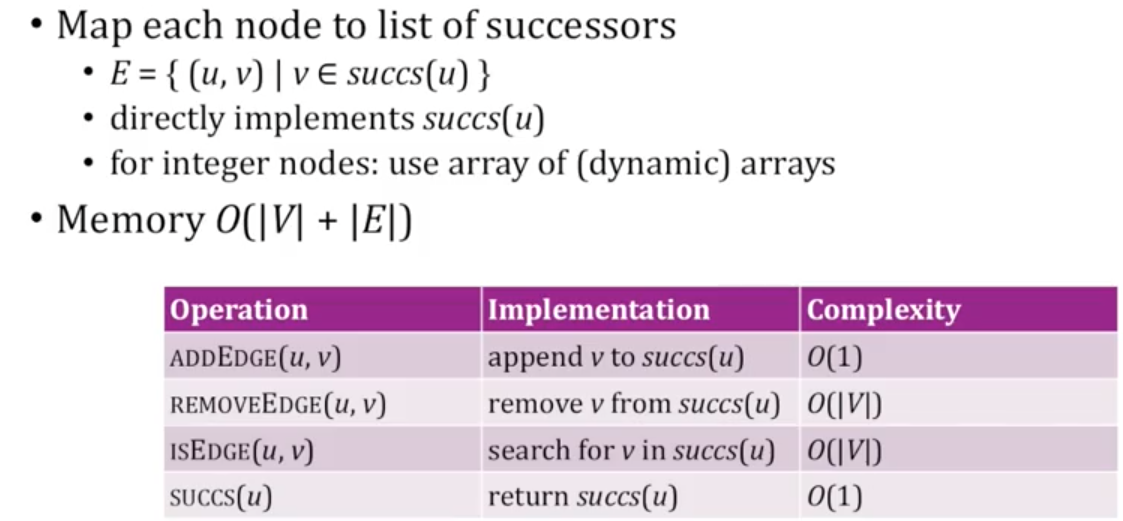 • Map each node to list of successors
• E = { (u, v) | v ∈ succs(u) }
• directly implements succs(u)
• for integer nodes: use array of (dynamic) arrays
• Memory O(|V| + |E|)
Operation Implementation Complexity
ADDEDGE(u, v) append v to succs(u) O(1)
REMOVEEDGE(u, v) remove v from succs(u) O(|V|)
ISEDGE(u, v) search for v in succs(u) O(|V|)
SUCCS(u) return succs(u) O(1)